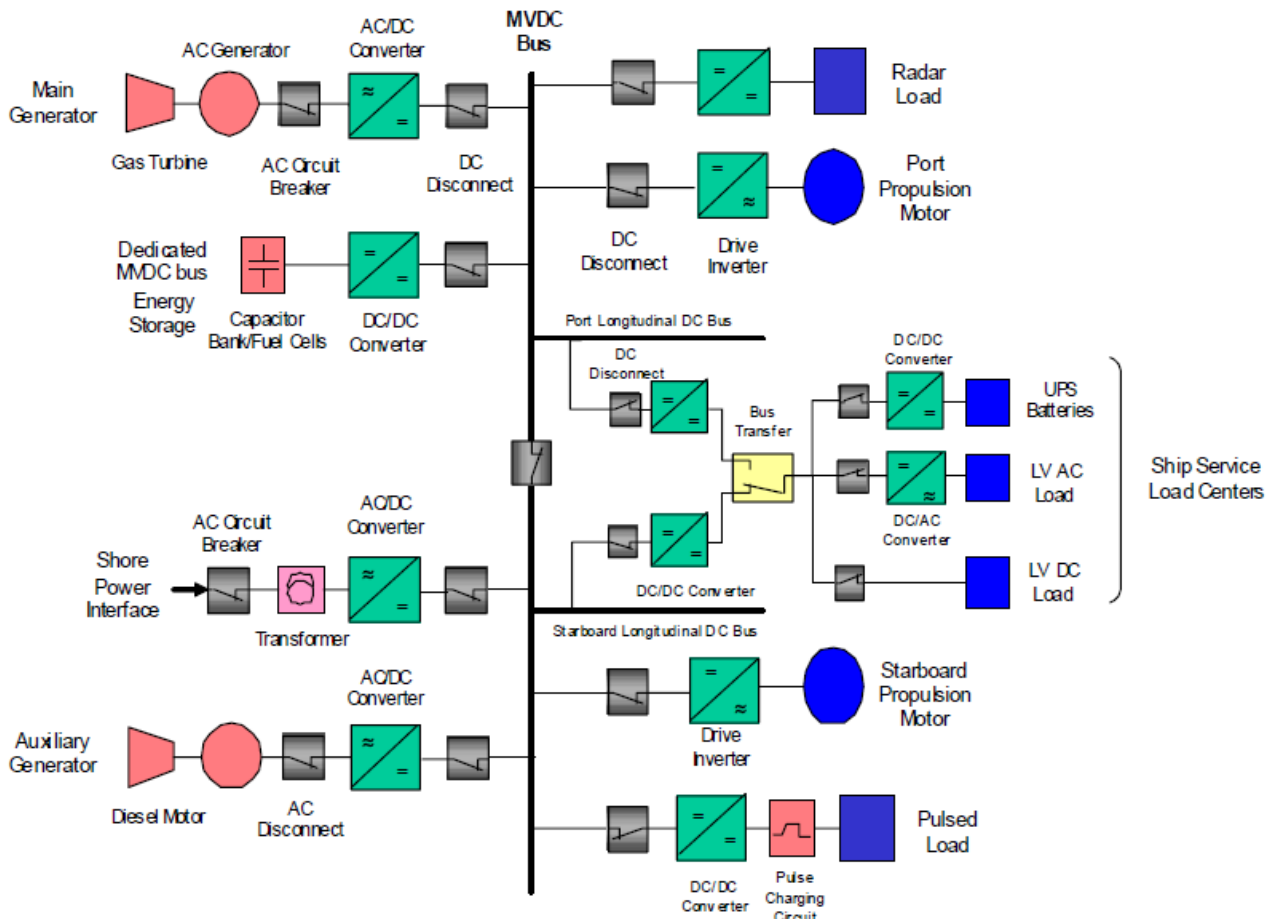 MVDC
Bus
AC/DC
Converter
AC Generator
Main
Generator
Gas Turbine
AC Circuit
Breaker
DC
Disconnect
Radar
Load
Port
Propulsion
Motor
DC
Disconnect
Drive
Inverter
Dedicated
MVDC bus
Energy
Storage
Capacitor
Bank/Fuel Cells
DC/DC
Converter
Port Longitudinal DC Bus
DC
Disconnect
Bus
Transfer
DC/DC
Converter
UPS
Batteries
LV AC
Load
DC/AC
Converter
LV DC
Load
Ship Service
Load Centers
DC/DC Converter
Starboard Longitudinal DC Bus
AC/DC
Converter
AC Circuit
Breaker
Shore
Power
Interface
Transformer
AC/DC
Converter
Auxiliary
Generator
Diesel Motor
AC
Disconnect
Starboard
Propulsion
Motor
Drive
Inverter
Pulsed
Load
DC/DC
Converter
Pulse
Charging
Circuit